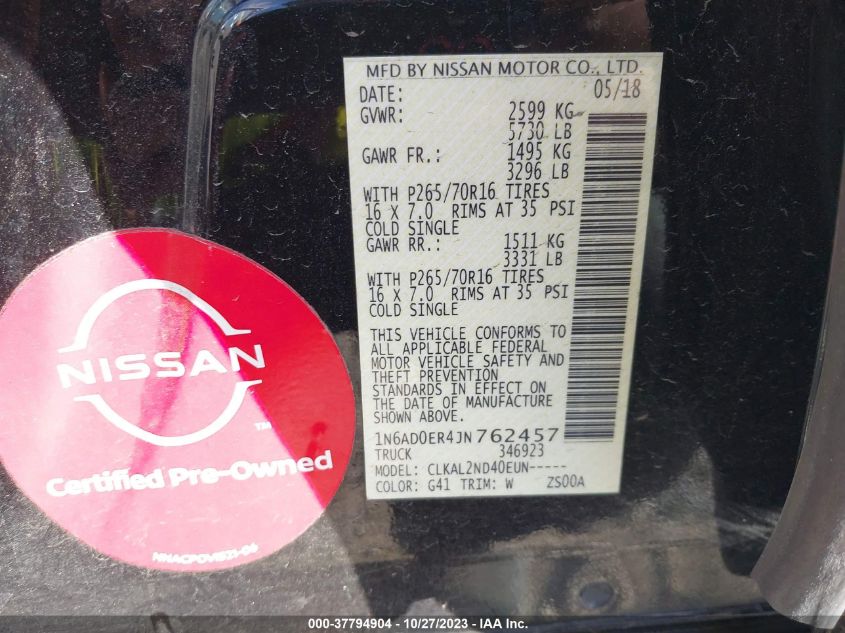 MFD BY NISSAN MOTOR CO., LTD.
DATE: 05/18
GVWR: 2599 KG
5730 LB
GAWR FR.: 1495 KG
3296 LB
WITH P265/70R16 TIRES
16 X 7.0 RIMS AT 35 PSI
COLD SINGLE
GAWR RR.: 1511 KG
3331 LB
WITH P265/70R16 TIRES
16 X 7.0 RIMS AT 35 PSI
COLD SINGLE
THIS VEHICLE CONFORMS TO
ALL APPLICABLE FEDERAL
MOTOR VEHICLE SAFETY AND
THEFT PREVENTION
STANDARDS IN EFFECT ON
THE DATE OF MANUFACTURE
SHOWN ABOVE.
1N6AD0ER4JN762457
TRUCK 346923
MODEL: CLKAL2ND40EUN-----
COLOR: G41 TRIM: W ZS00A
NISSAN
TM
Certified Pre-Owned
000-37794904 - 10/27/2023 - IAA Inc.